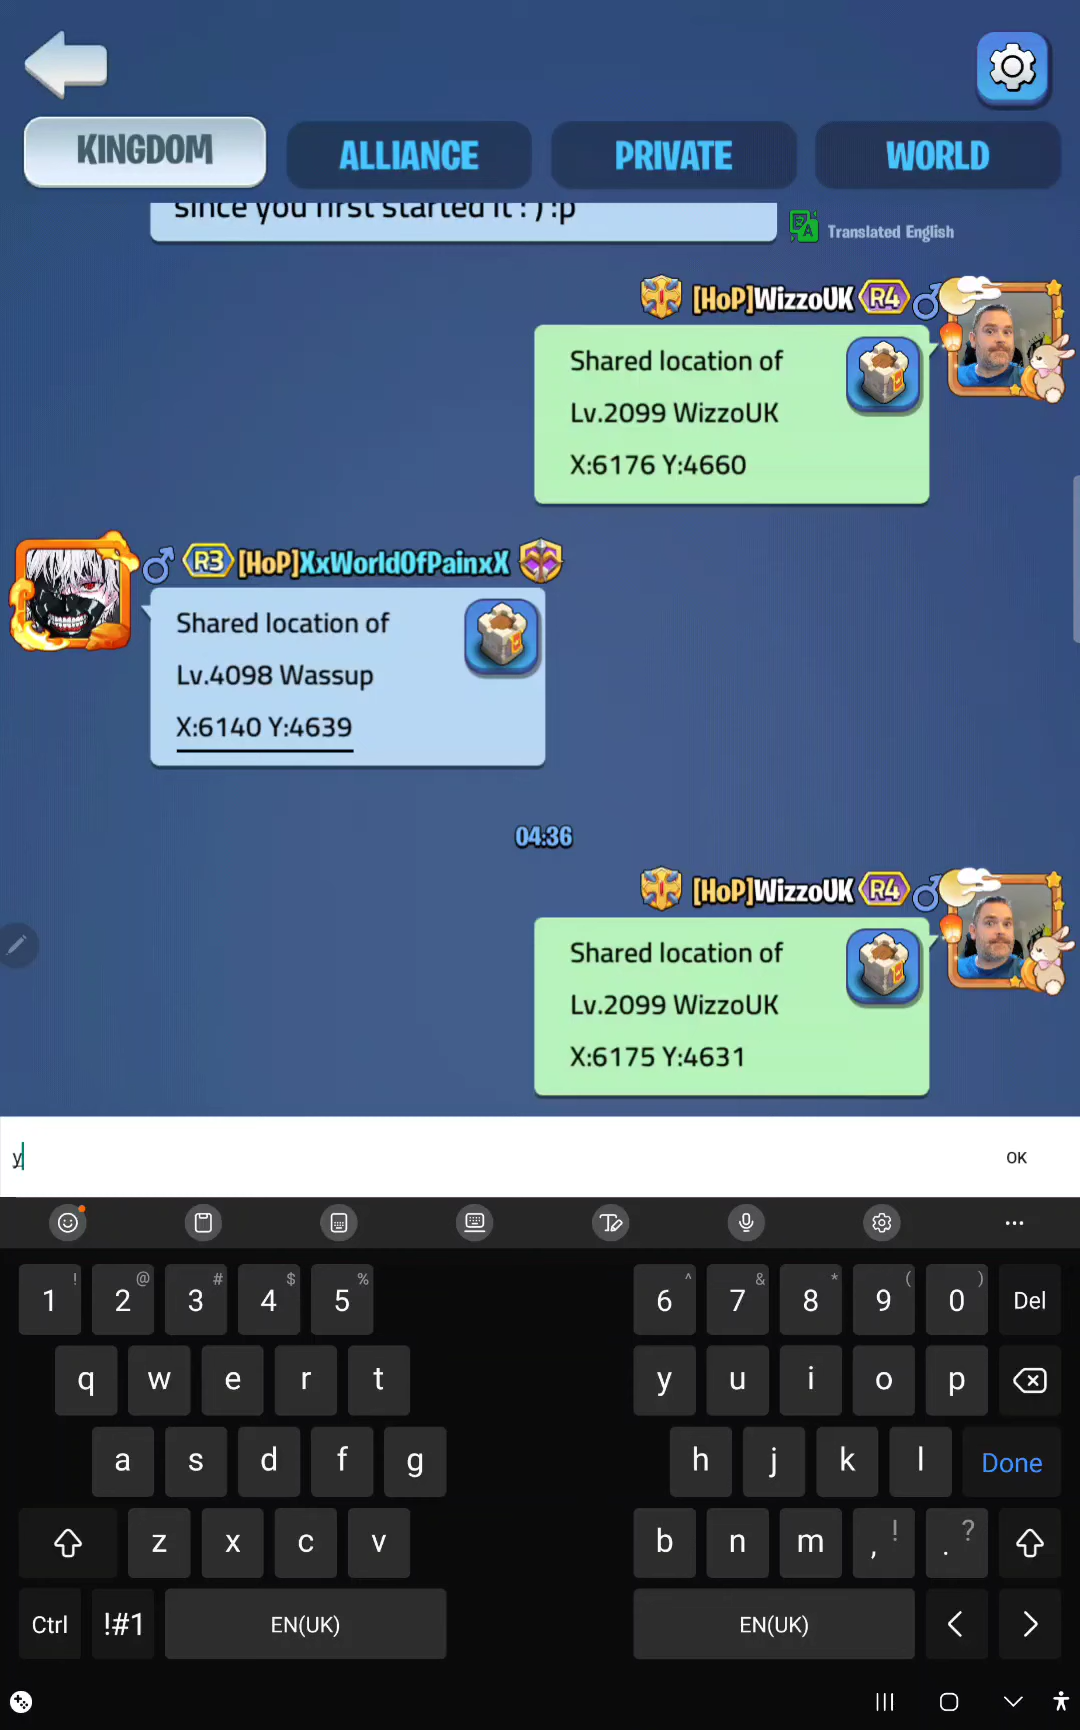 KINGDOM ALLIANCE PRIVATE WORLD
since you first started it : ) :p
Translated English
[HoP]WizzoUK R4
Shared location of
Lv.2099 WizzoUK
X:6176 Y:4660
R3 [HoP]XxWorldOfPainxX
Shared location of
Lv.4098 Wassup
X:6140 Y:4639
04:36
[HoP]WizzoUK R4
Shared location of
Lv.2099 WizzoUK
X:6175 Y:4631
y OK
1 ! 2 @ 3 # 4 $ 5 % 6 ^ 7 & 8 * 9 ( 0 ) Del
q w e r t y u i o p
a s d f g h j k l Done
z x c v b n m , ! . ?
Ctrl !#1 EN(UK) EN(UK) < >